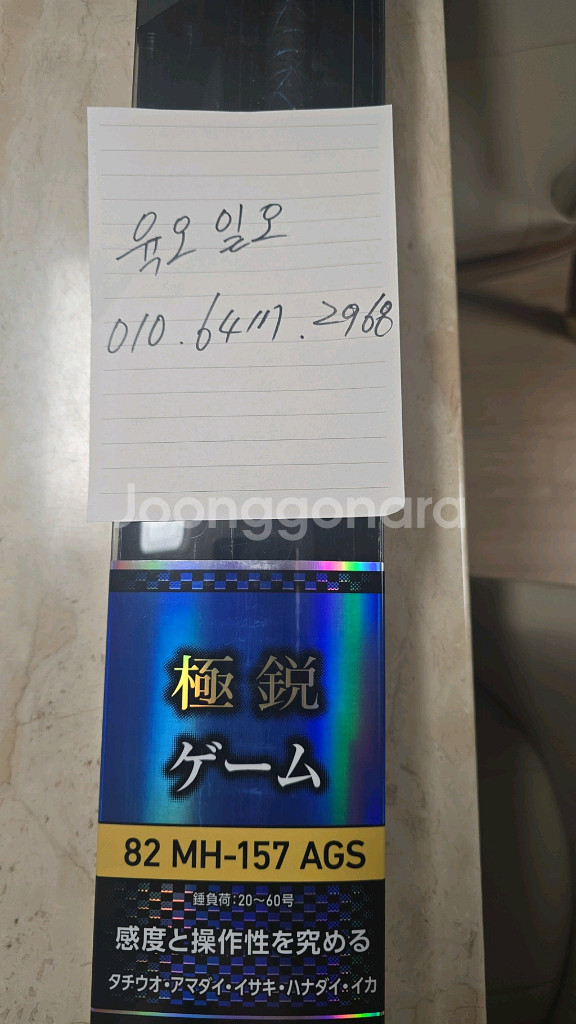 육오일오
010.6417.2968
Joonggonara
極鋭
ゲーム
82 MH-157 AGS
錘負荷:20〜60号
感度と操作性を究める
タチウオ・アマダイ・イサキ・ハナダイ・イカ